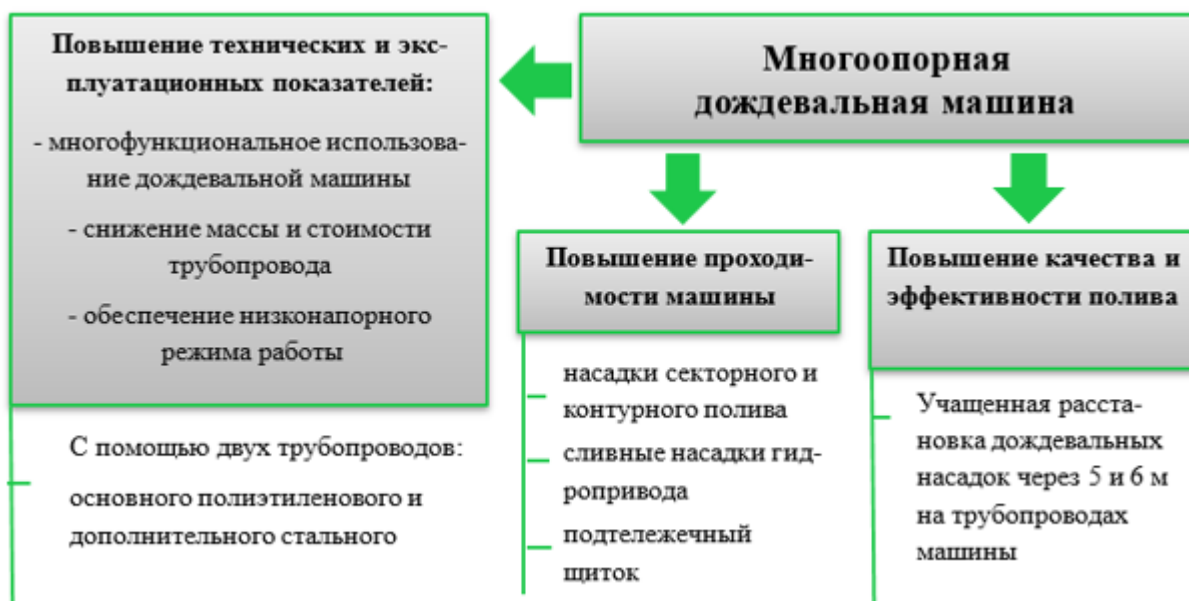 Многоопорная
дождевальная машина
Повышение технических и экс-
плуатационных показателей:
- многофункциональное использова-
ние дождевальной машины
- снижение массы и стоимости
трубопровода
- обеспечение низконапорного
режима работы
С помощью двух трубопроводов:
основного полиэтиленового и
дополнительного стального
Повышение проходи-
мости машины
насадки секторного и
контурного полива
сливные насадки гид-
ропривода
подтележечный
щиток
Повышение качества и
эффективности полива
Учащенная расста-
новка дождевальных
насадок через 5 и 6 м
на трубопроводах
машины